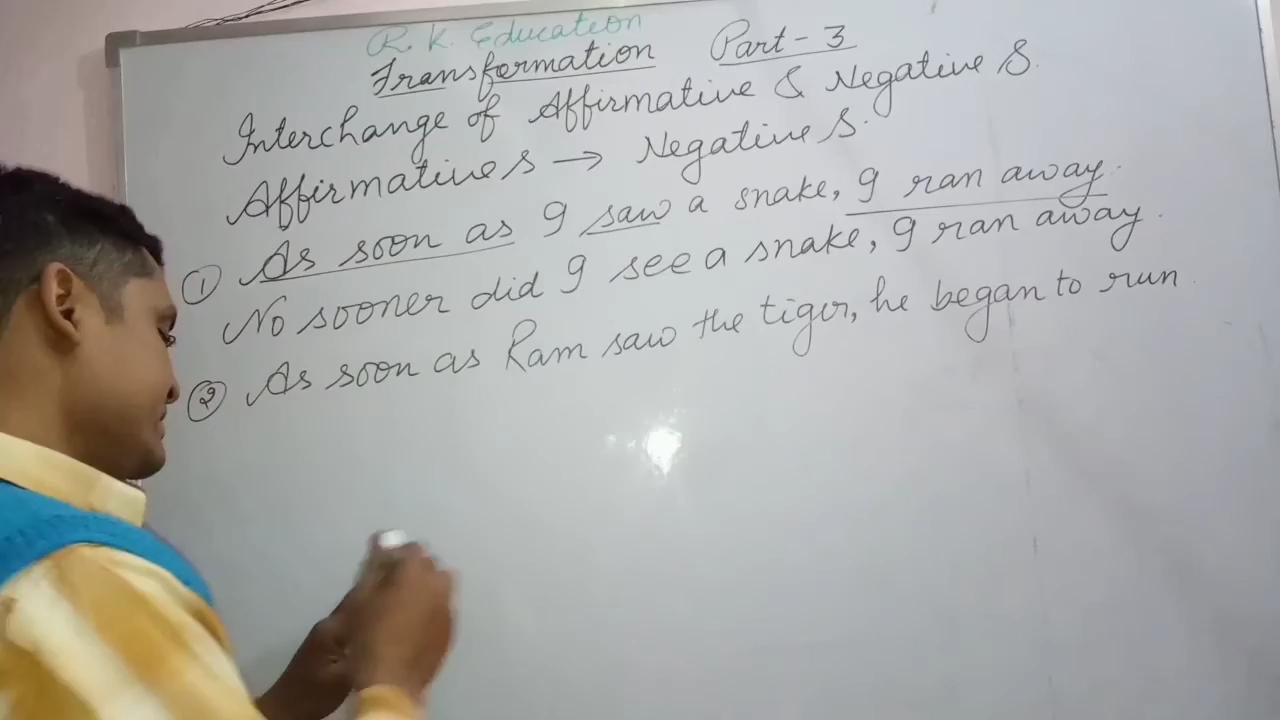 R. K. Education
Transformation Part - 3
Interchange of Affirmative & Negative S.
Affirmative S → Negative S.
① As soon as I saw a snake, I ran away.
No sooner did I see a snake, I ran away.
② As soon as Ram saw the tiger, he began to run.